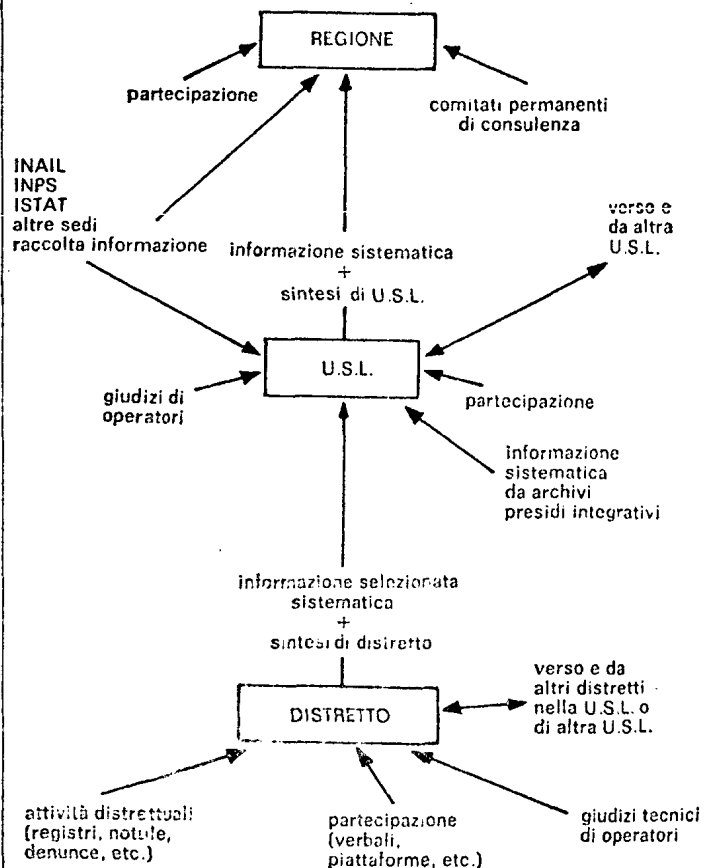 REGIONE
partecipazione
comitati permanenti
di consulenza
INAIL
INPS
ISTAT
altre sedi
raccolta informazione
informazione sistematica
+
sintesi di U.S.L.
verso e
da altra
U.S.L.
U.S.L.
giudizi di
operatori
partecipazione
informazione
sistematica
da archivi
presidi integrativi
informazione selezionata
sistematica
+
sintesi di distretto
DISTRETTO
verso e da
altri distretti
nella U.S.L. o
di altra U.S.L.
attività distrettuali
(registri, notule,
denunce, etc.)
partecipazione
(verbali,
piattaforme, etc.)
giudizi tecnici
di operatori